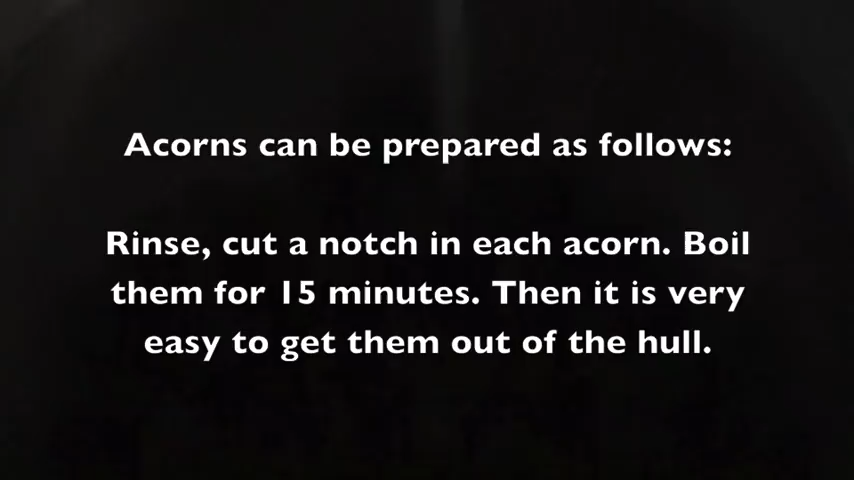 Acorns can be prepared as follows:
Rinse, cut a notch in each acorn. Boil
them for 15 minutes. Then it is very
easy to get them out of the hull.